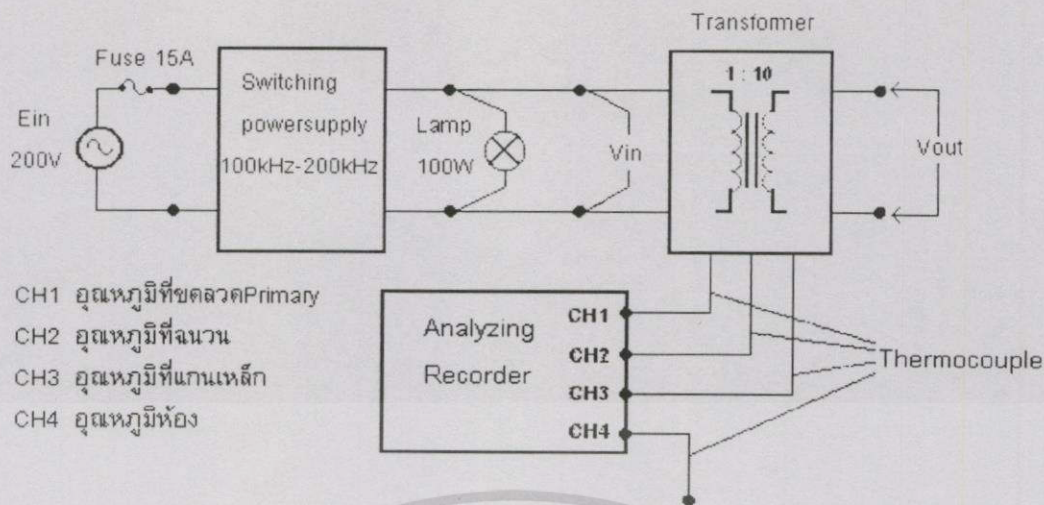 Transformer
Fuse 15A
1 : 10
Ein
200V
Switching
powersupply
100kHz-200kHz
Lamp
100W
Vin
Vout
CH1 อุณหภูมิที่ขดลวดPrimary
CH2 อุณหภูมิที่ฉนวน
CH3 อุณหภูมิที่แกนเหล็ก
CH4 อุณหภูมิห้อง
Analyzing
Recorder
CH1
CH2
CH3
CH4
Thermocouple